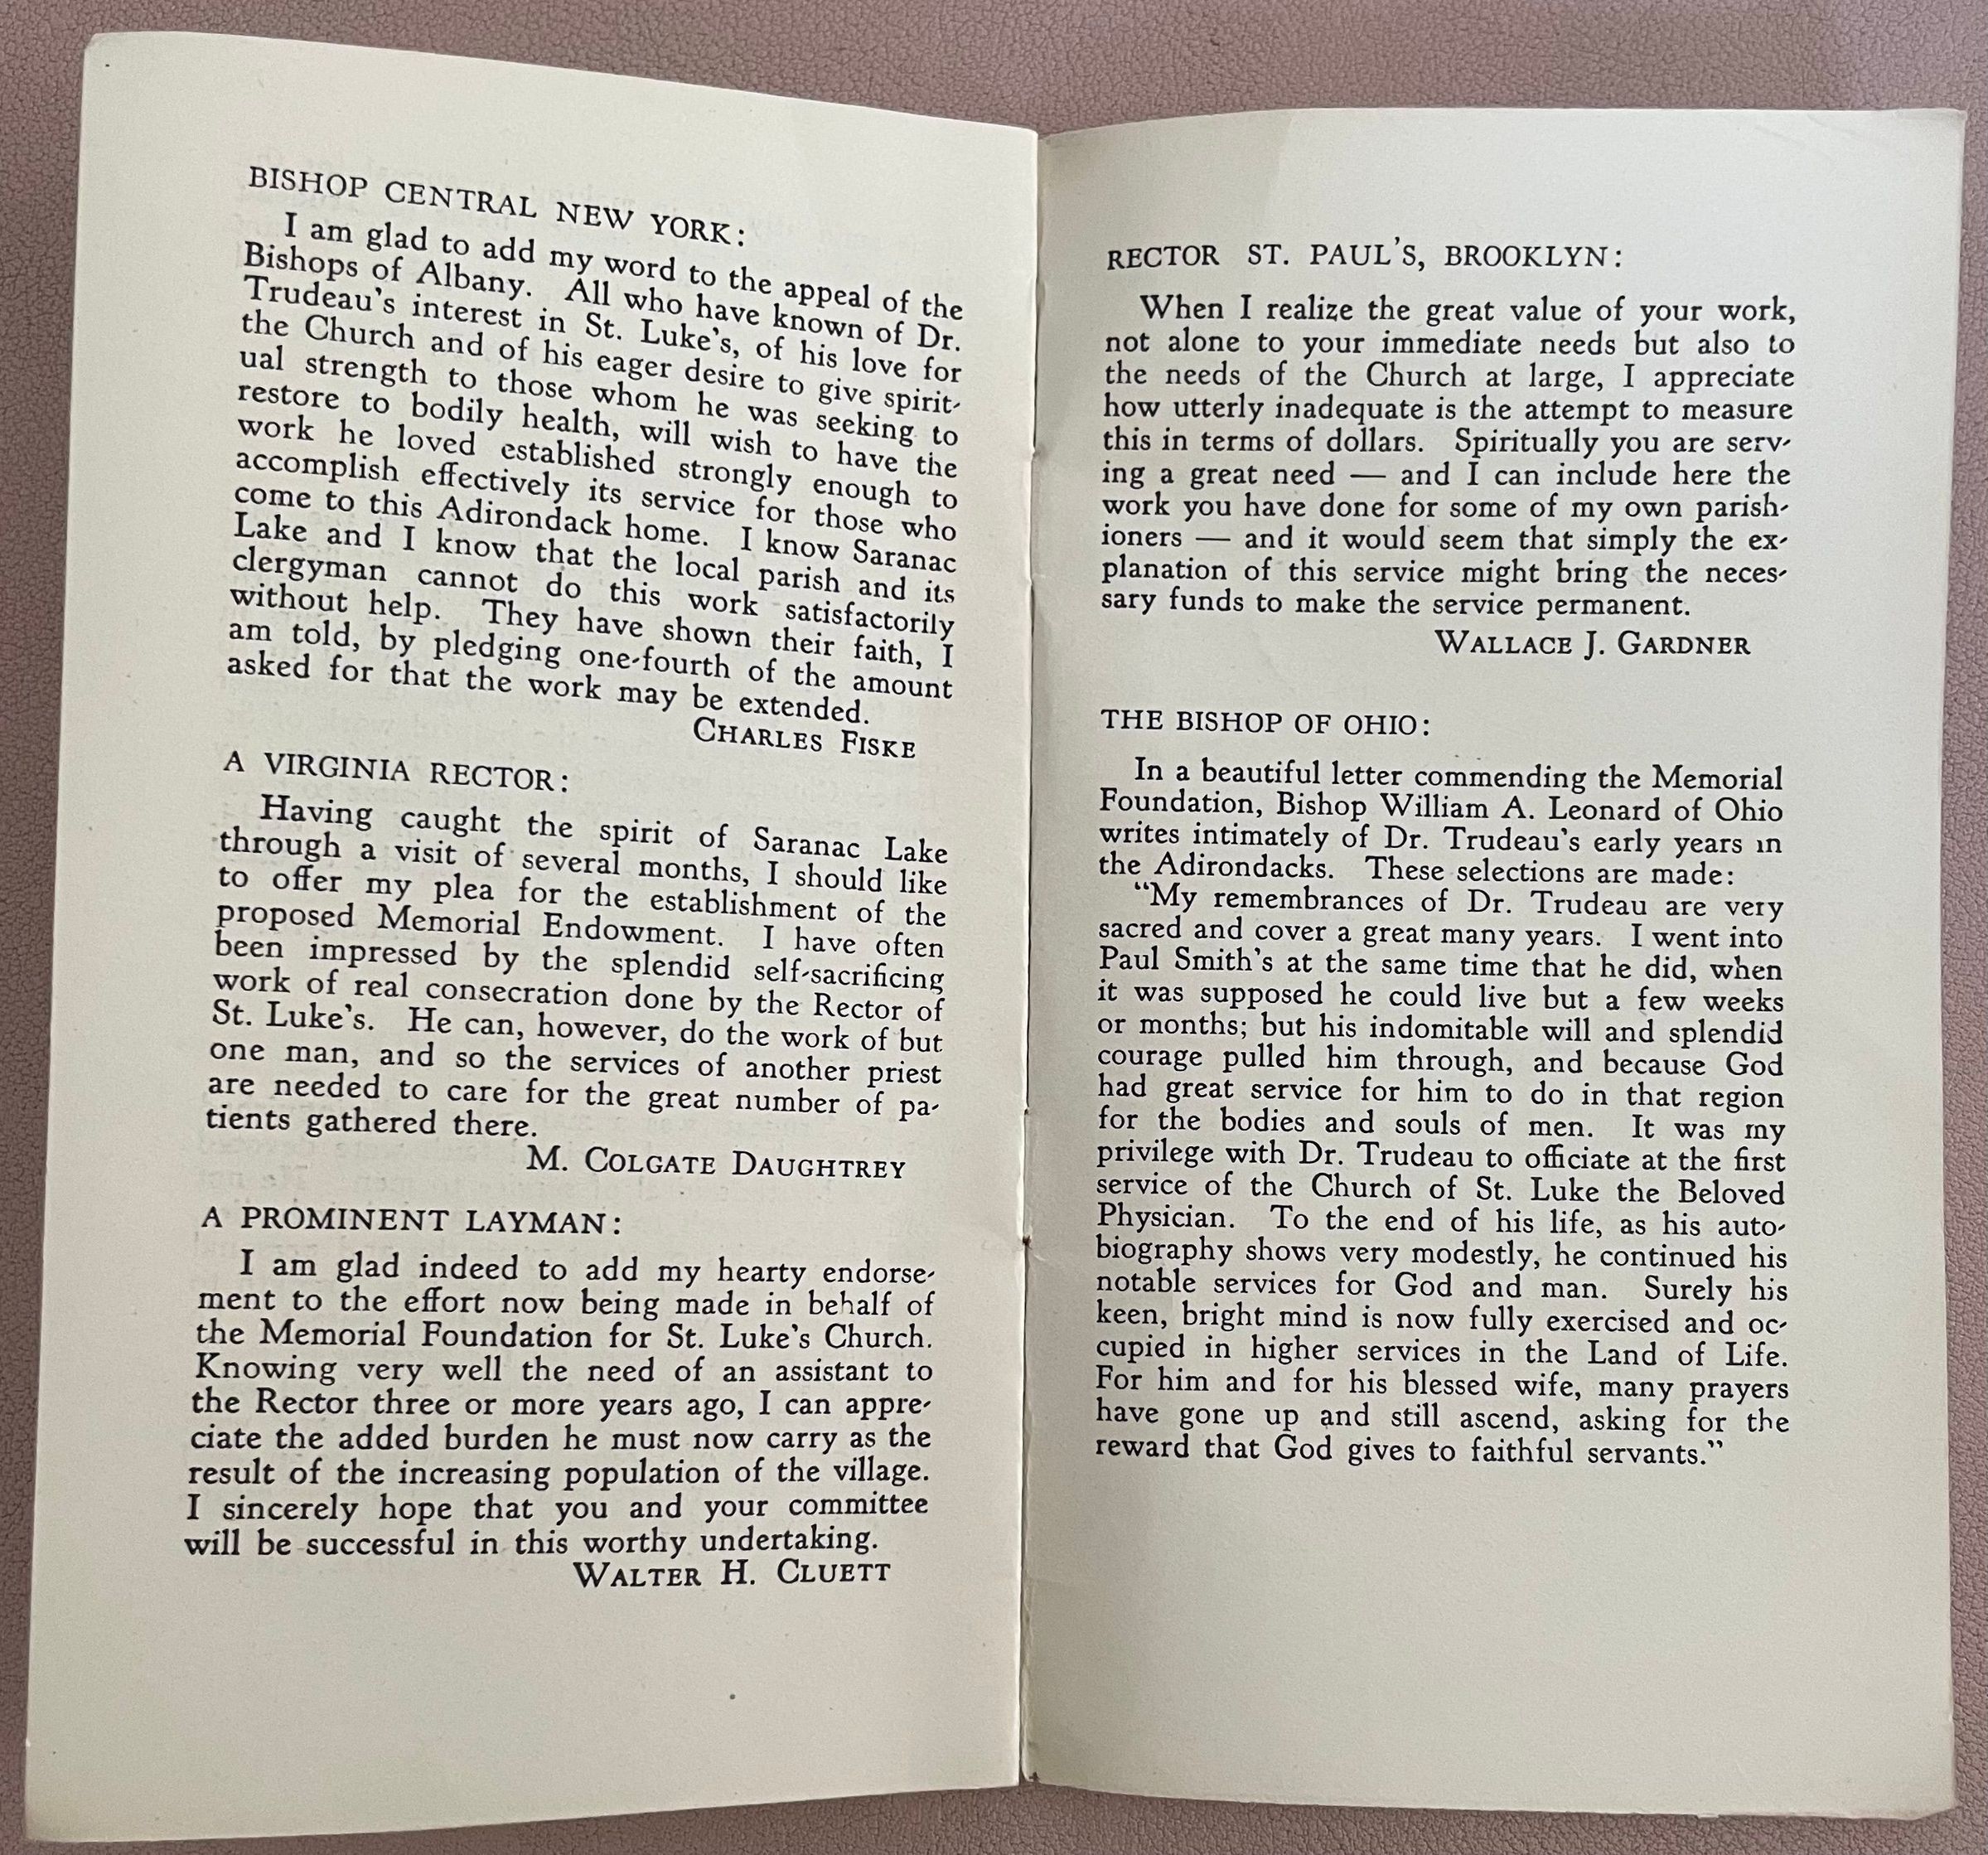 BISHOP CENTRAL NEW YORK:
I am glad to add my word to the appeal of the
Bishops of Albany. All who have known of Dr.
Trudeau's interest in St. Luke's, of his love for
the Church and of his eager desire to give spirit-
ual strength to those whom he was seeking to
restore to bodily health, will wish to have the
work he loved established strongly enough to
accomplish effectively its service for those who
come to this Adirondack home. I know Saranac
Lake and I know that the local parish and its
clergyman cannot do this work satisfactorily
without help. They have shown their faith, I
am told, by pledging one-fourth of the amount
asked for that the work may be extended.
CHARLES FISKE
A VIRGINIA RECTOR:
Having caught the spirit of Saranac Lake
through a visit of several months, I should like
to offer my plea for the establishment of the
proposed Memorial Endowment. I have often
been impressed by the splendid self-sacrificing
work of real consecration done by the Rector of
St. Luke's. He can, however, do the work of but
one man, and so the services of another priest
are needed to care for the great number of pa-
tients gathered there.
M. COLGATE DAUGHTREY
A PROMINENT LAYMAN:
I am glad indeed to add my hearty endorse-
ment to the effort now being made in behalf of
the Memorial Foundation for St. Luke's Church.
Knowing very well the need of an assistant to
the Rector three or more years ago, I can appre-
ciate the added burden he must now carry as the
result of the increasing population of the village.
I sincerely hope that you and your committee
will be successful in this worthy undertaking.
WALTER H. CLUETT
RECTOR ST. PAUL'S, BROOKLYN:
When I realize the great value of your work,
not alone to your immediate needs but also to
the needs of the Church at large, I appreciate
how utterly inadequate is the attempt to measure
this in terms of dollars. Spiritually you are serv-
ing a great need — and I can include here the
work you have done for some of my own parish-
ioners — and it would seem that simply the ex-
planation of this service might bring the neces-
sary funds to make the service permanent.
WALLACE J. GARDNER
THE BISHOP OF OHIO:
In a beautiful letter commending the Memorial
Foundation, Bishop William A. Leonard of Ohio
writes intimately of Dr. Trudeau's early years in
the Adirondacks. These selections are made:
"My remembrances of Dr. Trudeau are very
sacred and cover a great many years. I went into
Paul Smith's at the same time that he did, when
it was supposed he could live but a few weeks
or months; but his indomitable will and splendid
courage pulled him through, and because God
had great service for him to do in that region
for the bodies and souls of men. It was my
privilege with Dr. Trudeau to officiate at the first
service of the Church of St. Luke the Beloved
Physician. To the end of his life, as his auto-
biography shows very modestly, he continued his
notable services for God and man. Surely his
keen, bright mind is now fully exercised and oc-
cupied in higher services in the Land of Life.
For him and for his blessed wife, many prayers
have gone up and still ascend, asking for the
reward that God gives to faithful servants."